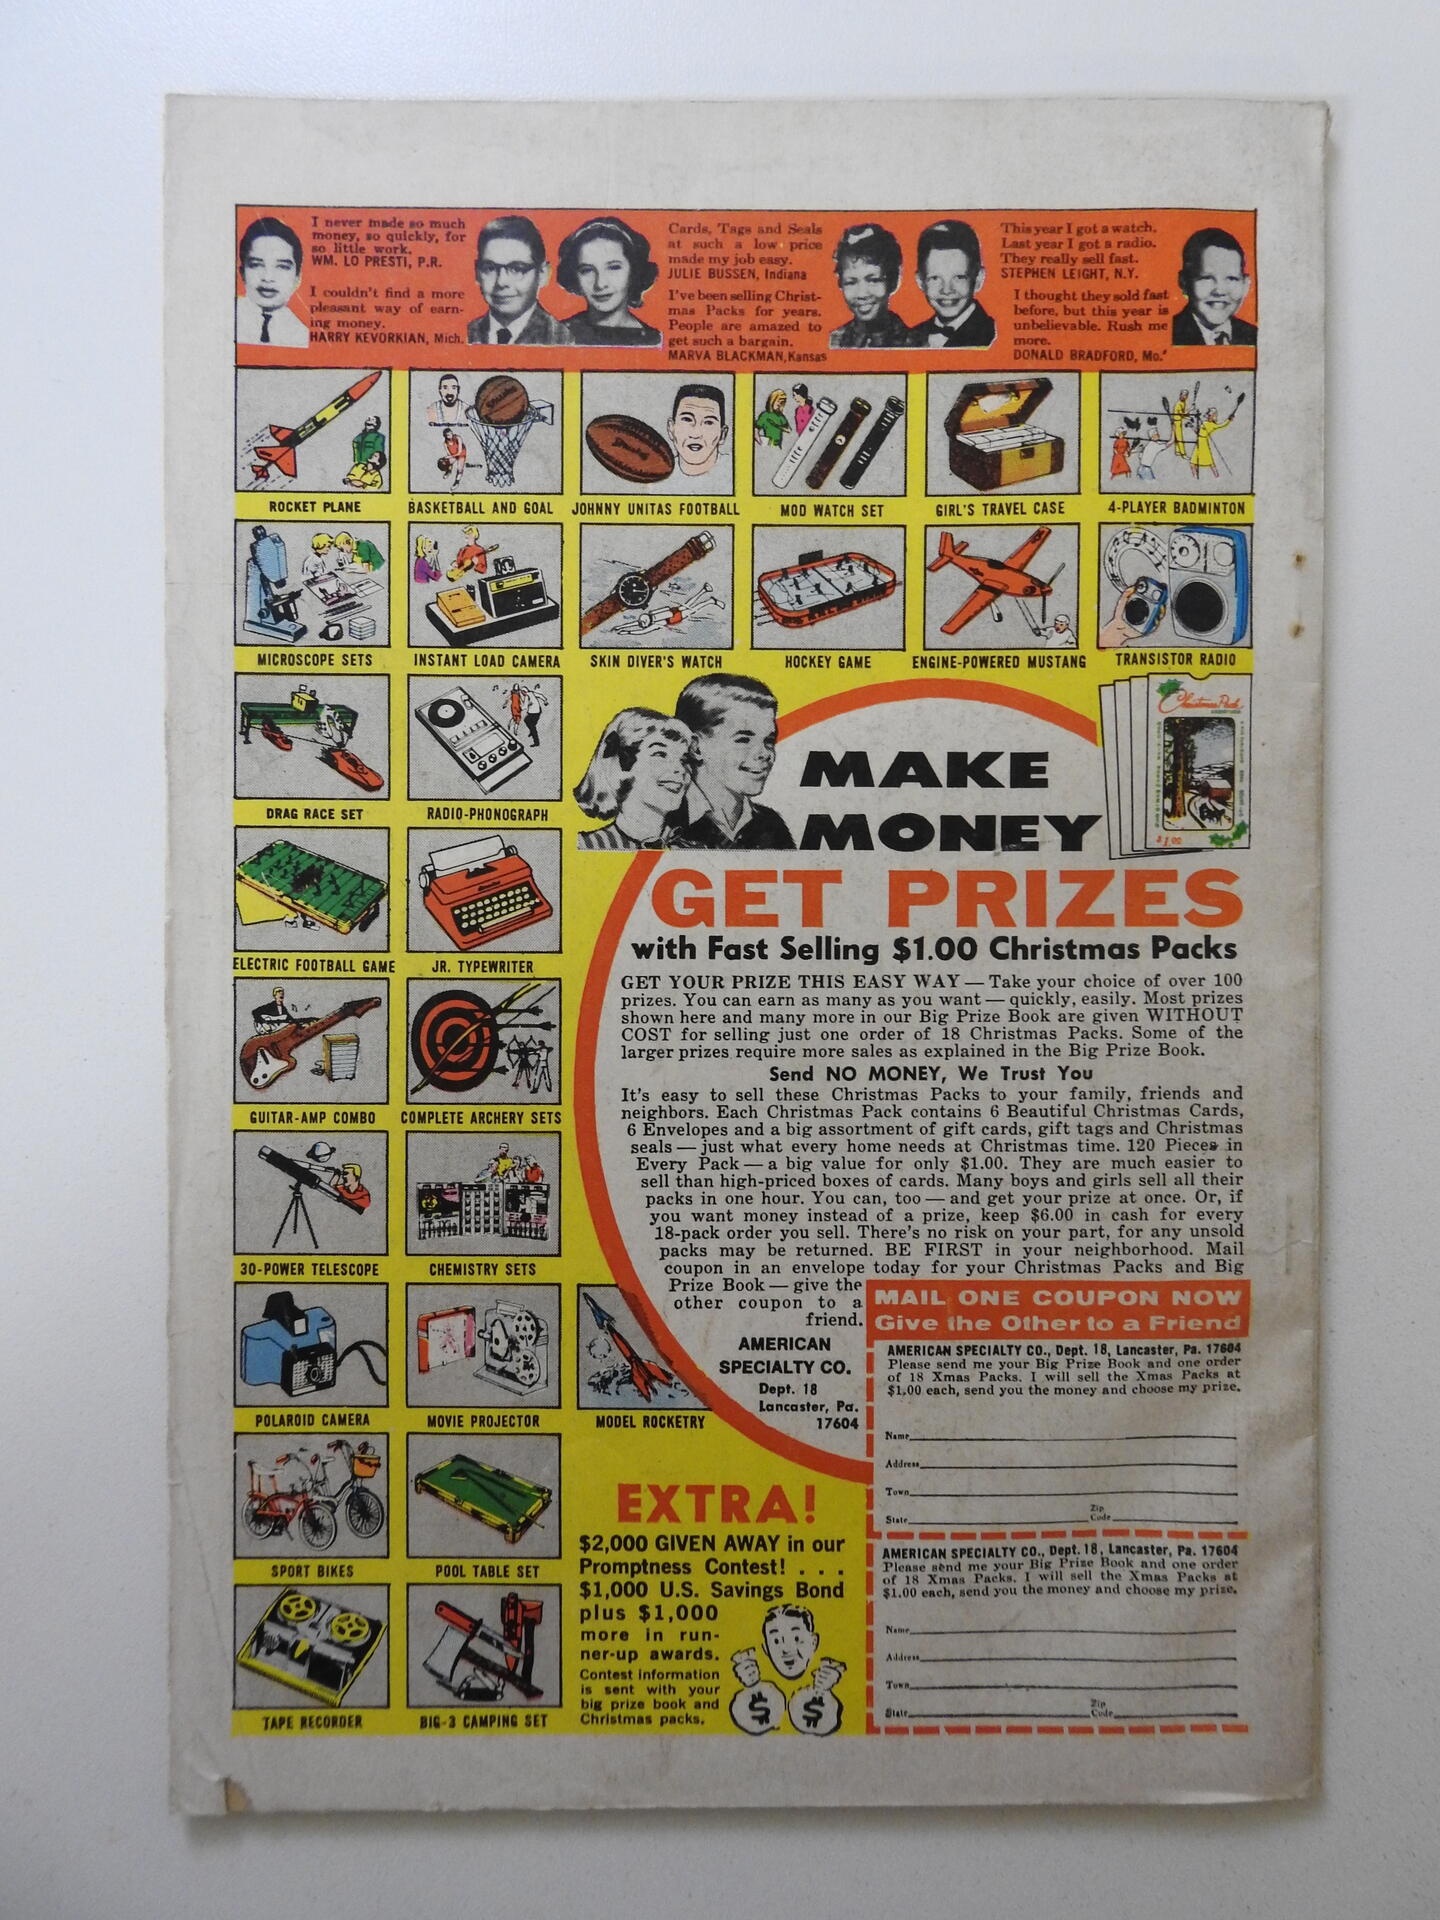 I never made so much
money, so quickly, for
so little work.
WM. LO PRESTI, P.R.
I couldn't find a more
pleasant way of earn-
ing money.
HARRY KEVORKIAN, Mich.
Cards, Tags and Seals
at such a low price
made my job easy.
JULIE BUSSEN, Indiana
I've been selling Christ-
mas Packs for years.
People are amazed to
get such a bargain.
MARVA BLACKMAN, Kansas
This year I got a watch.
Last year I got a radio.
They really sell fast.
STEPHEN LEIGHT, N.Y.
I thought they sold fast
before, but this year is
unbelievable. Rush me
more.
DONALD BRADFORD, Mo.
ROCKET PLANE
BASKETBALL AND GOAL
JOHNNY UNITAS FOOTBALL
MOD WATCH SET
GIRL'S TRAVEL CASE
4-PLAYER BADMINTON
MICROSCOPE SETS
INSTANT LOAD CAMERA
SKIN DIVER'S WATCH
HOCKEY GAME
ENGINE-POWERED MUSTANG
TRANSISTOR RADIO
DRAG RACE SET
RADIO-PHONOGRAPH
ELECTRIC FOOTBALL GAME
JR. TYPEWRITER
GUITAR-AMP COMBO
COMPLETE ARCHERY SETS
30-POWER TELESCOPE
CHEMISTRY SETS
POLAROID CAMERA
MOVIE PROJECTOR
MODEL ROCKETRY
SPORT BIKES
POOL TABLE SET
TAPE RECORDER
BIG-3 CAMPING SET
Christmas Pack
$1.00
MAKE
MONEY
GET PRIZES
with Fast Selling $1.00 Christmas Packs
GET YOUR PRIZE THIS EASY WAY — Take your choice of over 100
prizes. You can earn as many as you want — quickly, easily. Most prizes
shown here and many more in our Big Prize Book are given WITHOUT
COST for selling just one order of 18 Christmas Packs. Some of the
larger prizes require more sales as explained in the Big Prize Book.
Send NO MONEY, We Trust You
It's easy to sell these Christmas Packs to your family, friends and
neighbors. Each Christmas Pack contains 6 Beautiful Christmas Cards,
6 Envelopes and a big assortment of gift cards, gift tags and Christmas
seals — just what every home needs at Christmas time. 120 Pieces in
Every Pack — a big value for only $1.00. They are much easier to
sell than high-priced boxes of cards. Many boys and girls sell all their
packs in one hour. You can, too — and get your prize at once. Or, if
you want money instead of a prize, keep $6.00 in cash for every
18-pack order you sell. There's no risk on your part, for any unsold
packs may be returned. BE FIRST in your neighborhood. Mail
coupon in an envelope today for your Christmas Packs and Big
Prize Book — give the
other coupon to a
friend.
AMERICAN
SPECIALTY CO.
Dept. 18
Lancaster, Pa.
17604
EXTRA!
$2,000 GIVEN AWAY in our
Promptness Contest! . . .
$1,000 U.S. Savings Bond
plus $1,000
more in run-
ner-up awards.
Contest information
is sent with your
big prize book and
Christmas packs.
$ $
MAIL ONE COUPON NOW
Give the Other to a Friend
AMERICAN SPECIALTY CO., Dept. 18, Lancaster, Pa. 17604
Please send me your Big Prize Book and one order
of 18 Xmas Packs. I will sell the Xmas Packs at
$1.00 each, send you the money and choose my prize.
Name
Address
Town
State Zip Code
AMERICAN SPECIALTY CO., Dept. 18, Lancaster, Pa. 17604
Please send me your Big Prize Book and one order
of 18 Xmas Packs. I will sell the Xmas Packs at
$1.00 each, send you the money and choose my prize.
Name
Address
Town
State Zip Code